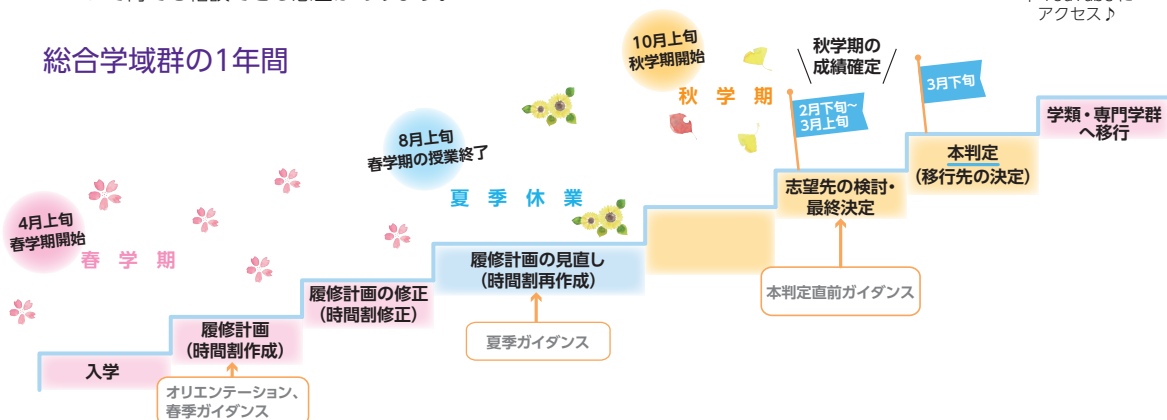 アクセス♪
総合学域群の1年間
4月上旬
春学期開始
春学期
入学
履修計画
(時間割作成)
オリエンテーション、
春季ガイダンス
履修計画の修正
(時間割修正)
8月上旬
春学期の授業終了
夏季休業
履修計画の見直し
(時間割再作成)
夏季ガイダンス
10月上旬
秋学期開始
秋学期
2月下旬~
3月上旬
志望先の検討・
最終決定
本判定直前ガイダンス
秋学期の
成績確定
3月下旬
本判定
(移行先の決定)
学類・専門学群
へ移行